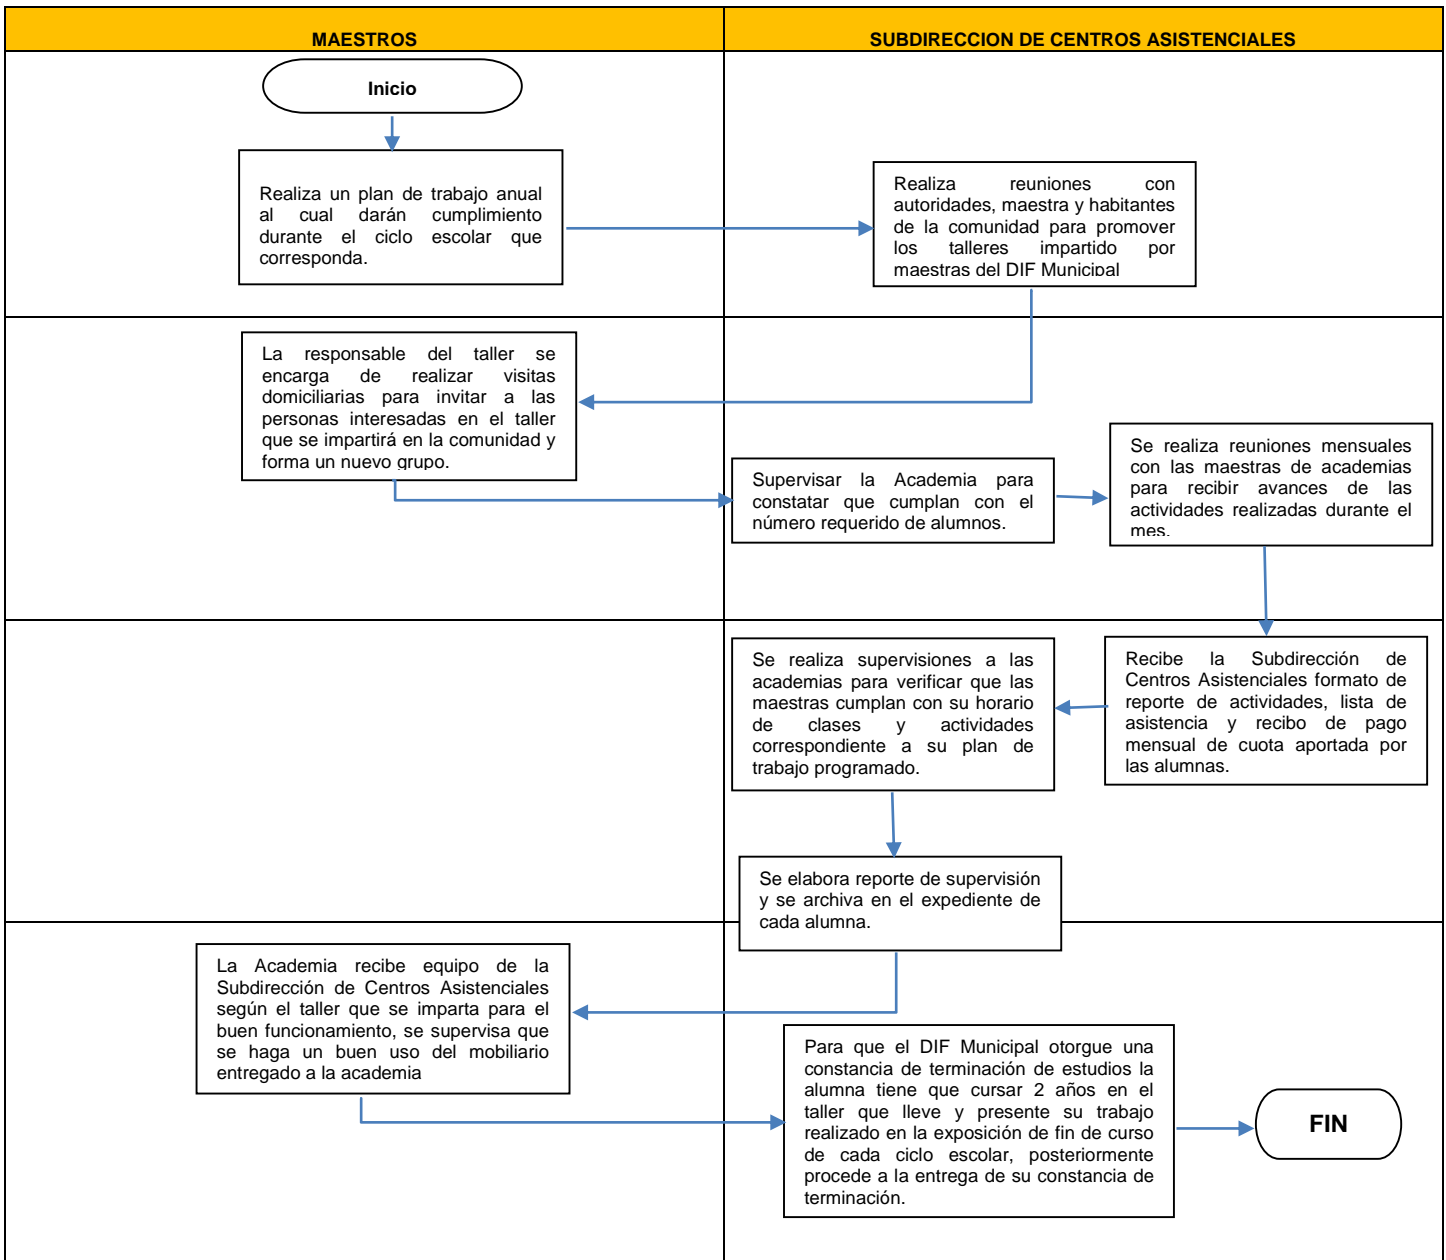 MAESTROS
SUBDIRECCION DE CENTROS ASISTENCIALES
Inicio
Realiza un plan de trabajo anual
al cual darán cumplimiento
durante el ciclo escolar que
corresponda.
Realiza reuniones con
autoridades, maestra y habitantes
de la comunidad para promover
los talleres impartido por
maestras del DIF Municipal
La responsable del taller se
encarga de realizar visitas
domiciliarias para invitar a las
personas interesadas en el taller
que se impartirá en la comunidad y
forma un nuevo grupo.
Supervisar la Academia para
constatar que cumplan con el
número requerido de alumnos.
Se realiza reuniones mensuales
con las maestras de academias
para recibir avances de las
actividades realizadas durante el
mes.
Recibe la Subdirección de
Centros Asistenciales formato de
reporte de actividades, lista de
asistencia y recibo de pago
mensual de cuota aportada por
las alumnas.
Se realiza supervisiones a las
academias para verificar que las
maestras cumplan con su horario
de clases y actividades
correspondiente a su plan de
trabajo programado.
Se elabora reporte de supervisión
y se archiva en el expediente de
cada alumna.
La Academia recibe equipo de la
Subdirección de Centros Asistenciales
según el taller que se imparta para el
buen funcionamiento, se supervisa que
se haga un buen uso del mobiliario
entregado a la academia
Para que el DIF Municipal otorgue una
constancia de terminación de estudios la
alumna tiene que cursar 2 años en el
taller que lleve y presente su trabajo
realizado en la exposición de fin de curso
de cada ciclo escolar, posteriormente
procede a la entrega de su constancia de
terminación.
FIN